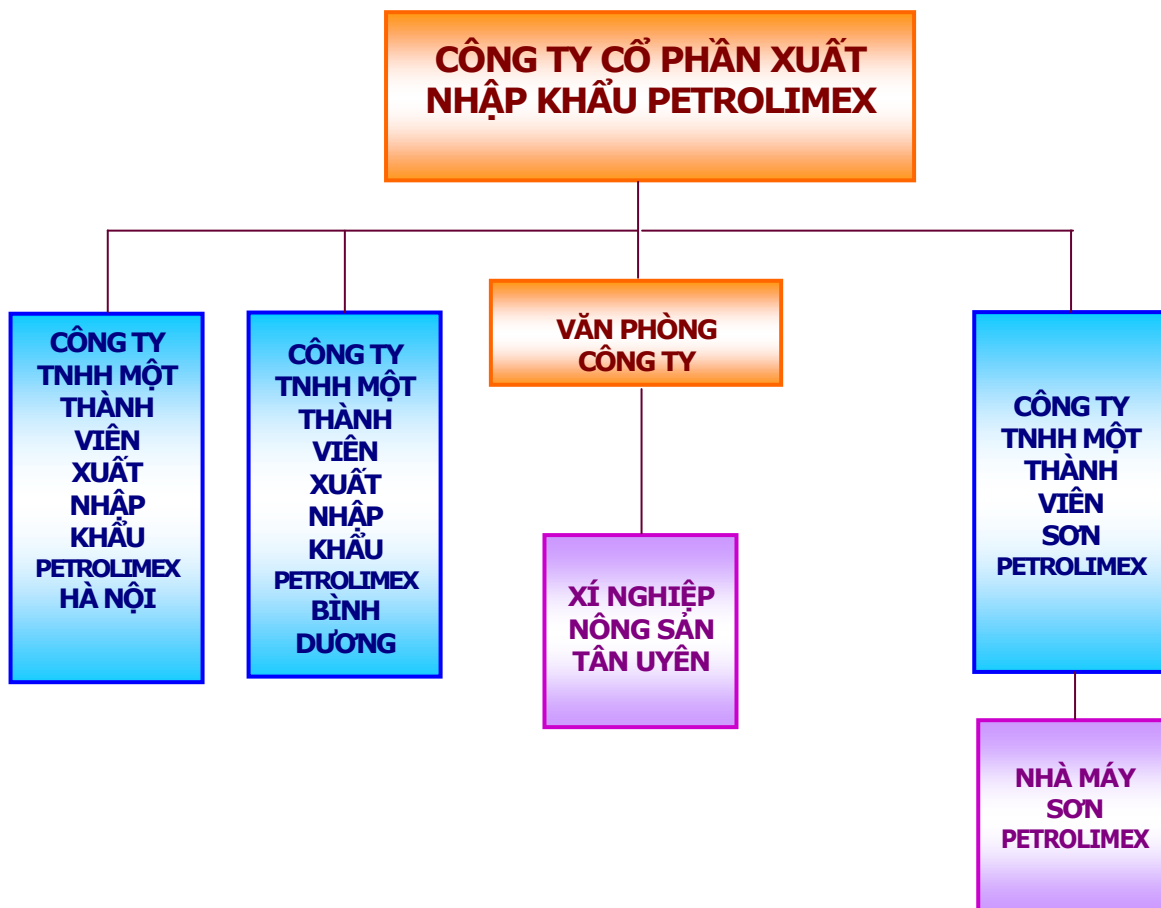 CÔNG TY CỔ PHẦN XUẤT
NHẬP KHẨU PETROLIMEX
CÔNG TY
TNHH MỘT
THÀNH
VIÊN
XUẤT
NHẬP
KHẨU
PETROLIMEX
HÀ NỘI
CÔNG TY
TNHH MỘT
THÀNH
VIÊN
XUẤT
NHẬP
KHẨU
PETROLIMEX
BÌNH
DƯƠNG
VĂN PHÒNG
CÔNG TY
XÍ NGHIỆP
NÔNG SẢN
TÂN UYÊN
CÔNG TY
TNHH MỘT
THÀNH
VIÊN
SƠN
PETROLIMEX
NHÀ MÁY
SƠN
PETROLIMEX